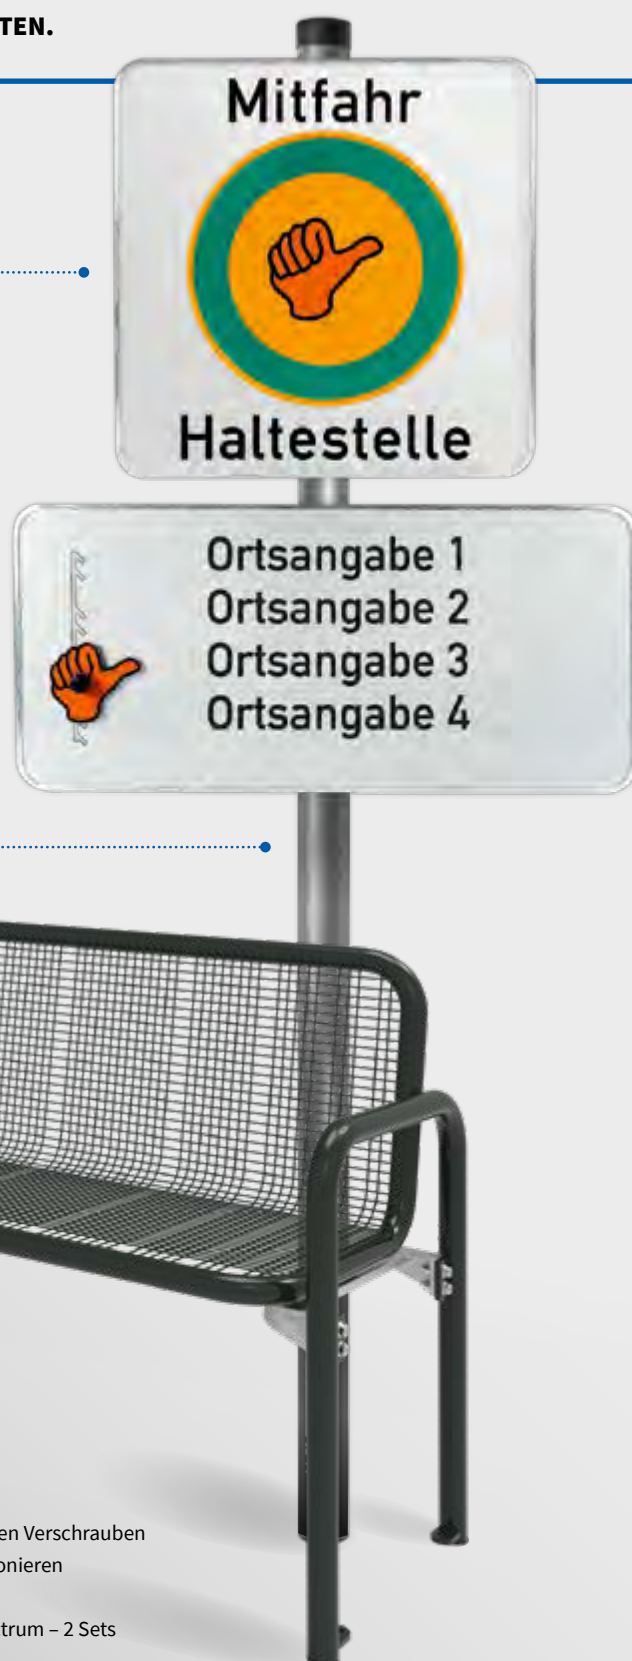 TEN.
Mitfahr
Haltestelle
Ortsangabe 1
Ortsangabe 2
Ortsangabe 3
Ortsangabe 4
en Verschrauben
onieren
trum – 2 Sets